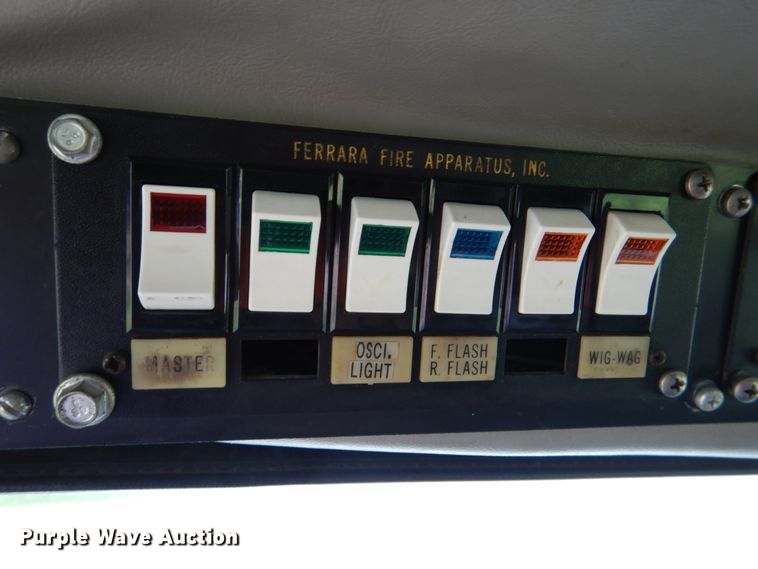 FERRARA FIRE APPARATUS, INC.
MASTER
OSCI.
LIGHT
F. FLASH
R. FLASH
WIG-WAG
Purple Wave Auction